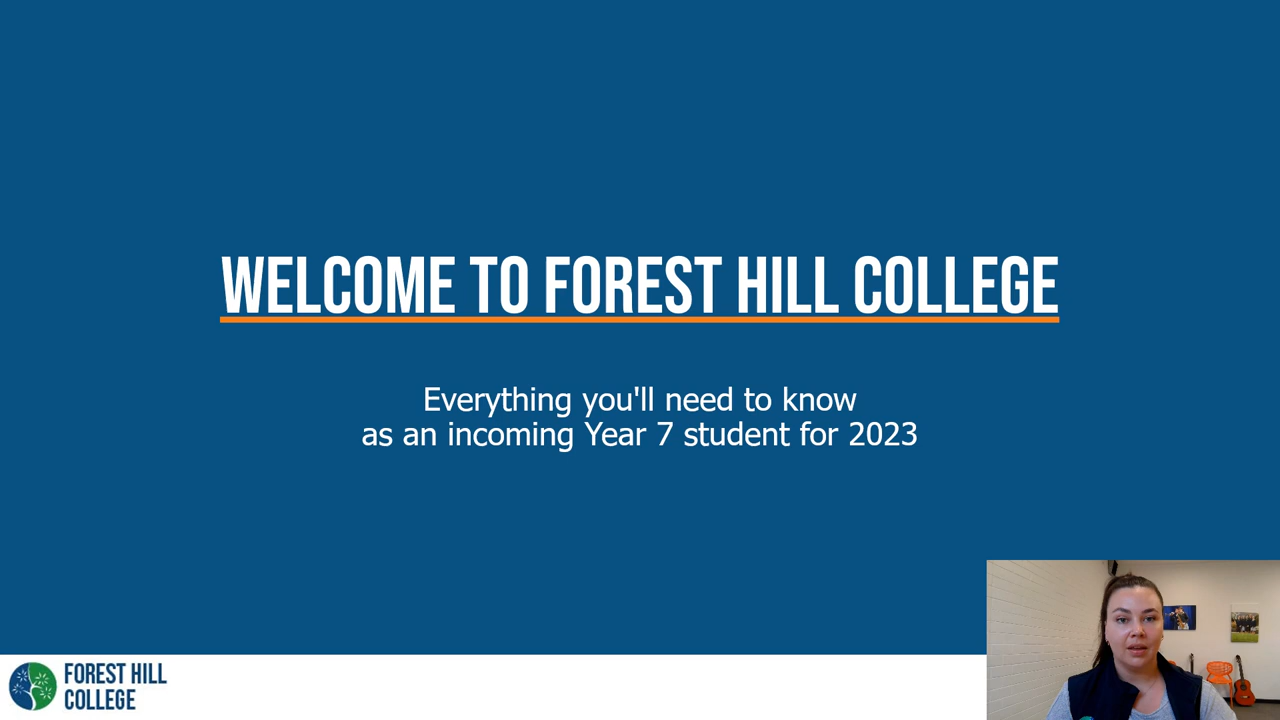 WELCOME TO FOREST HILL COLLEGE
Everything you'll need to know
as an incoming Year 7 student for 2023
FOREST HILL
COLLEGE